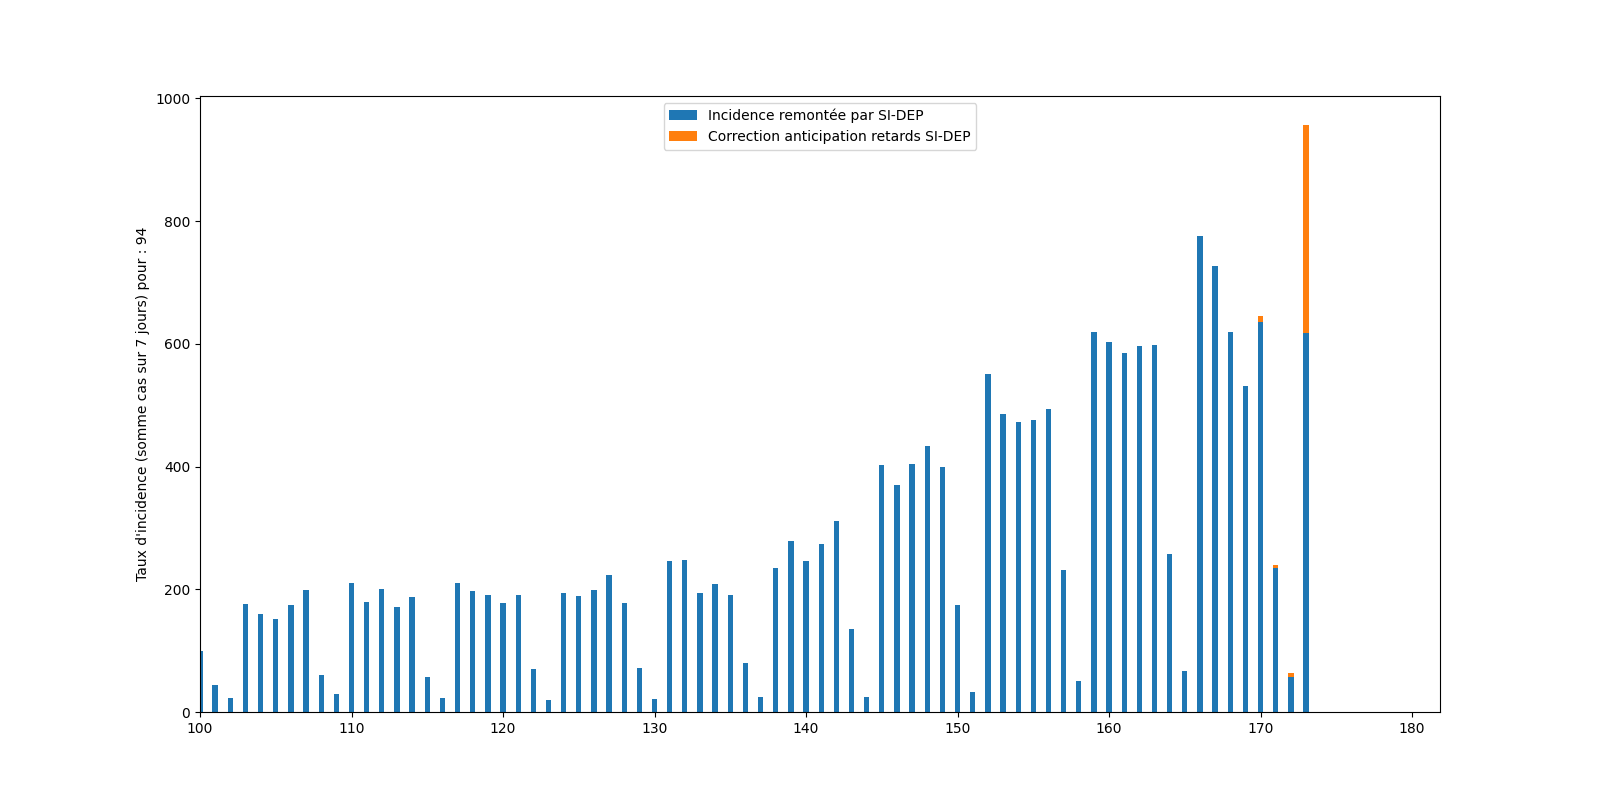 1000
800
600
400
200
0
Taux d'incidence (somme cas sur 7 jours) pour : 94
Incidence remontée par SI-DEP
Correction anticipation retards SI-DEP
100 110 120 130 140 150 160 170 180